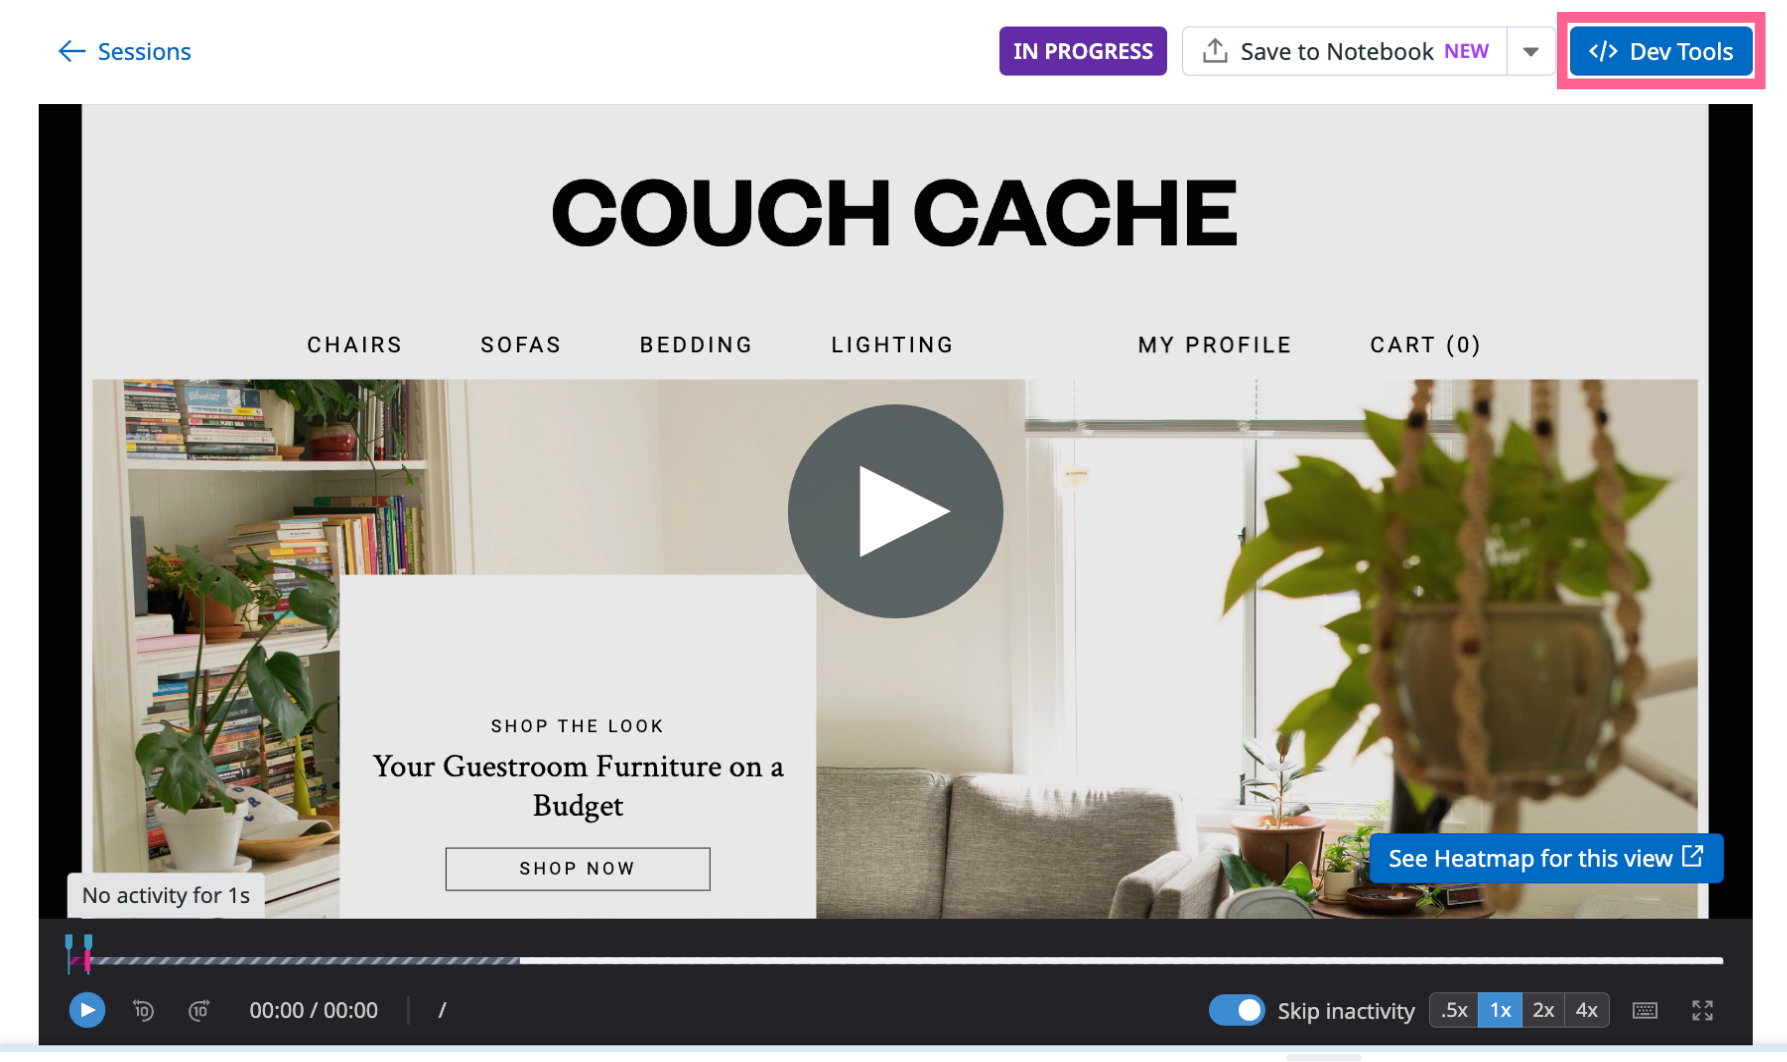 Sessions
IN PROGRESS
Save to Notebook NEW
Dev Tools
COUCH CACHE
CHAIRS SOFAS BEDDING LIGHTING MY PROFILE CART (0)
SHOP THE LOOK
Your Guestroom Furniture on a
Budget
SHOP NOW
See Heatmap for this view
No activity for 1s
10
10
00:00 / 00:00
/
Skip inactivity
.5x 1x 2x 4x